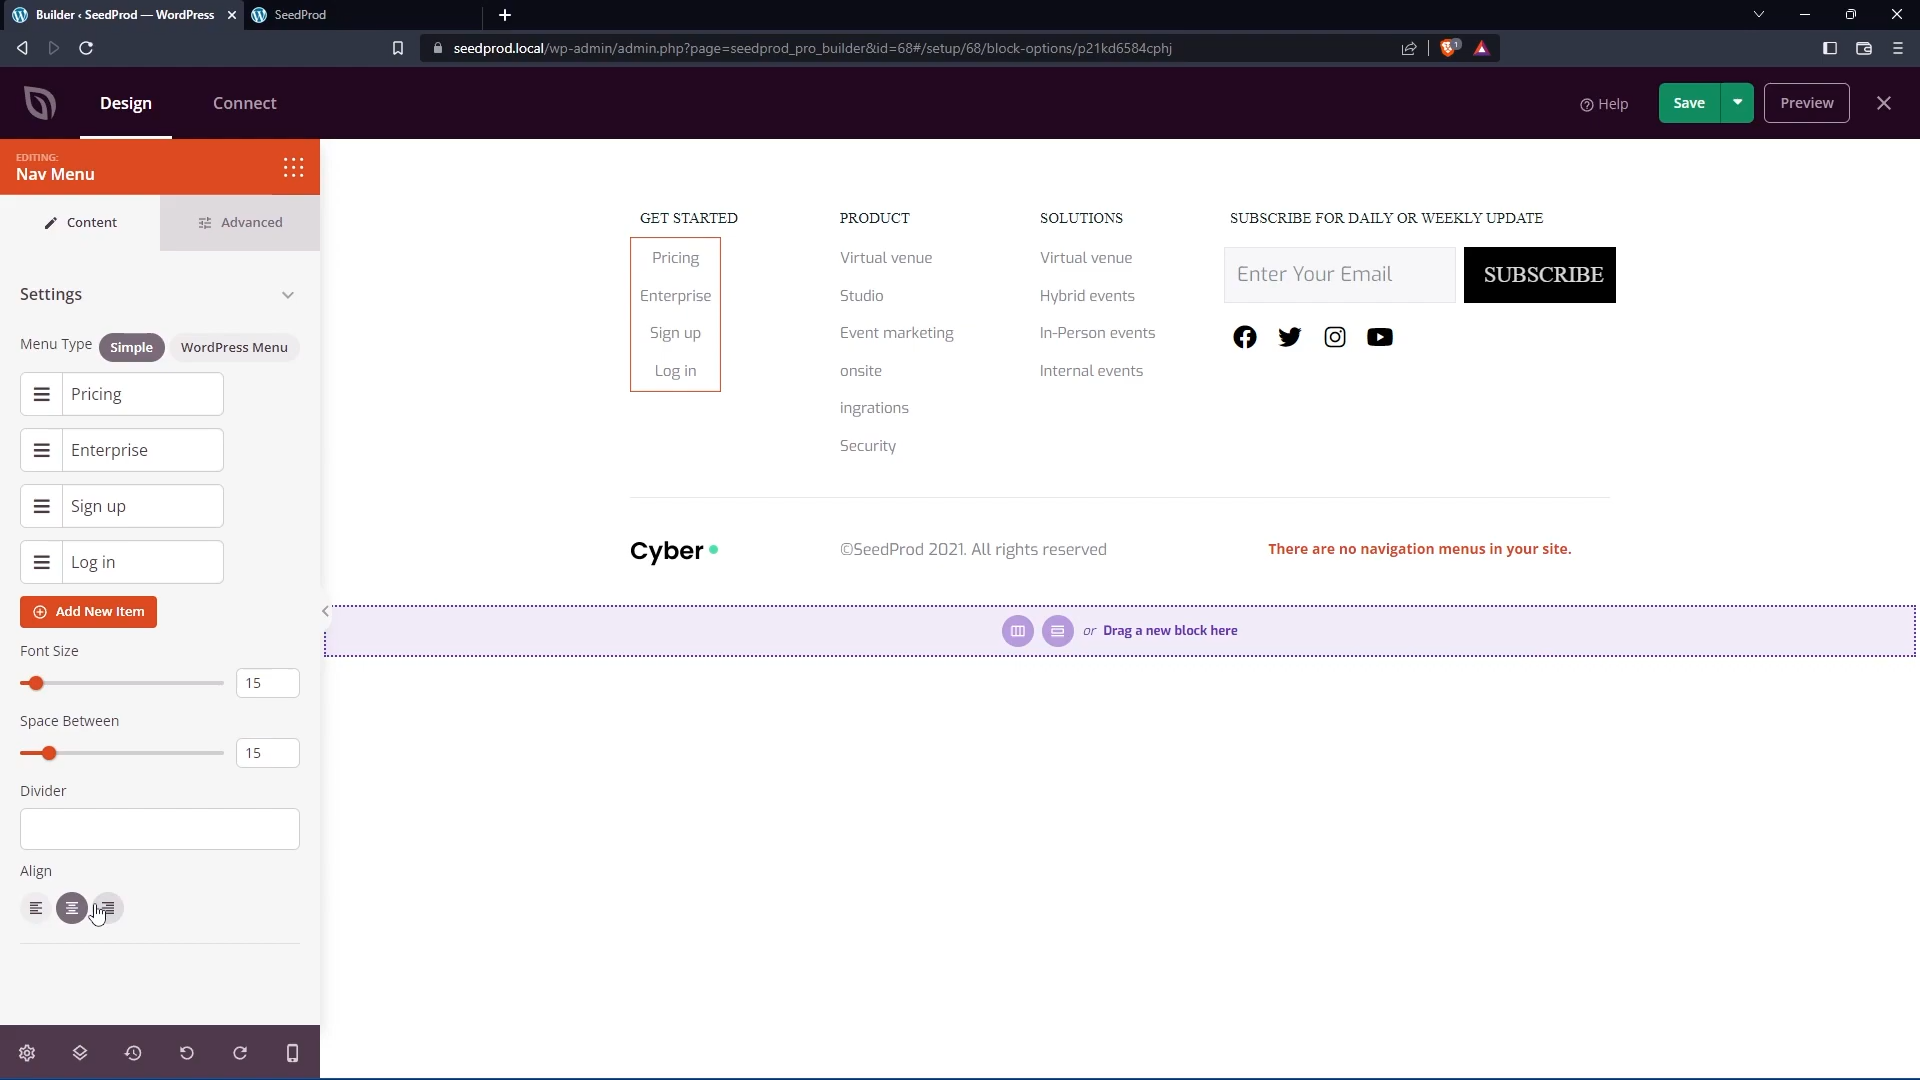 Builder ‹ SeedProd — WordPress
SeedProd
seedprod.local/wp-admin/admin.php?page=seedprod_pro_builder&id=68#/setup/68/block-options/p21kd6584cphj
1
Design
Connect
Help
Save
Preview
EDITING:
Nav Menu
Content
Advanced
Settings
Menu Type
Simple
WordPress Menu
Pricing
Enterprise
Sign up
Log in
Add New Item
Font Size
15
Space Between
15
Divider
Align
GET STARTED
Pricing
Enterprise
Sign up
Log in
PRODUCT
Virtual venue
Studio
Event marketing
onsite
ingrations
Security
SOLUTIONS
Virtual venue
Hybrid events
In-Person events
Internal events
SUBSCRIBE FOR DAILY OR WEEKLY UPDATE
Enter Your Email
SUBSCRIBE
Cyber
©SeedProd 2021. All rights reserved
There are no navigation menus in your site.
or Drag a new block here